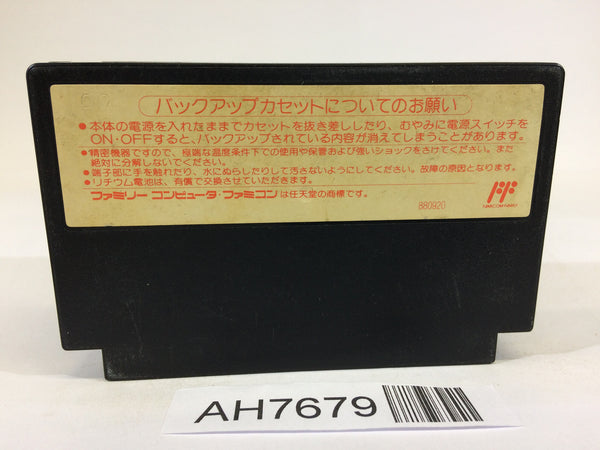 バックアップカセットについてのお願い
●本体の電源を入れたままでカセットを抜き差ししたり、むやみに電源スイッチを
ON・OFFすると、バックアップされている内容が消えてしまうことがあります。
●精密機器ですので、極端な温度条件下での使用や保管および強いショックをさけてください。また
絶対に分解しないでください。
●端子部に手を触れたり、水にぬらしたりして汚さないようにしてください。故障の原因となります。
●リチウム電池は、有償で交換させていただきます。
ファミリー コンピュータ・ファミコンは任天堂の商標です。
880920
AH7679